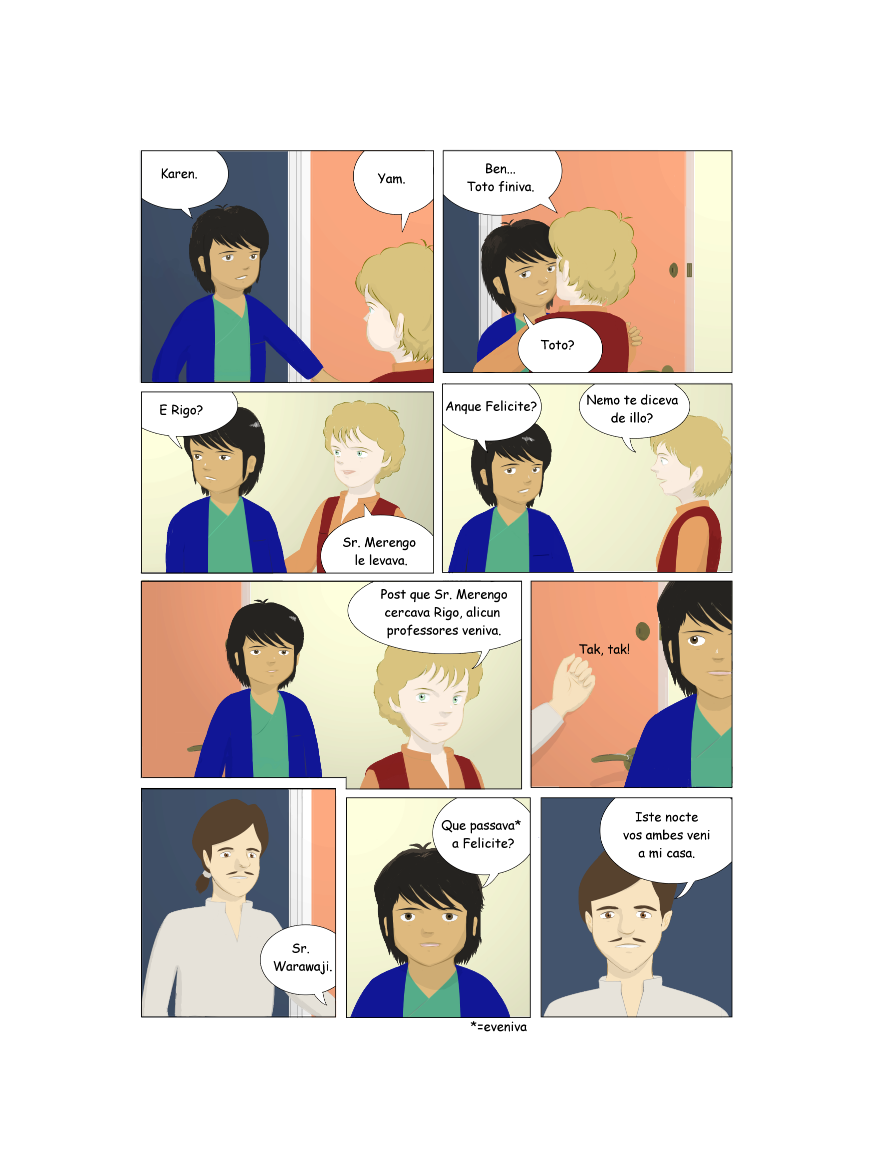 Karen.
Yam.
Ben...
Toto finiva.
Toto?
E Rigo?
Sr. Merengo
le levava.
Anque Felicite?
Nemo te diceva
de illo?
Post que Sr. Merengo
cercava Rigo, alicun
professores veniva.
Tak, tak!
Sr.
Warawaji.
Que passava*
a Felicite?
Iste nocte
vos ambes veni
a mi casa.
*=eveniva